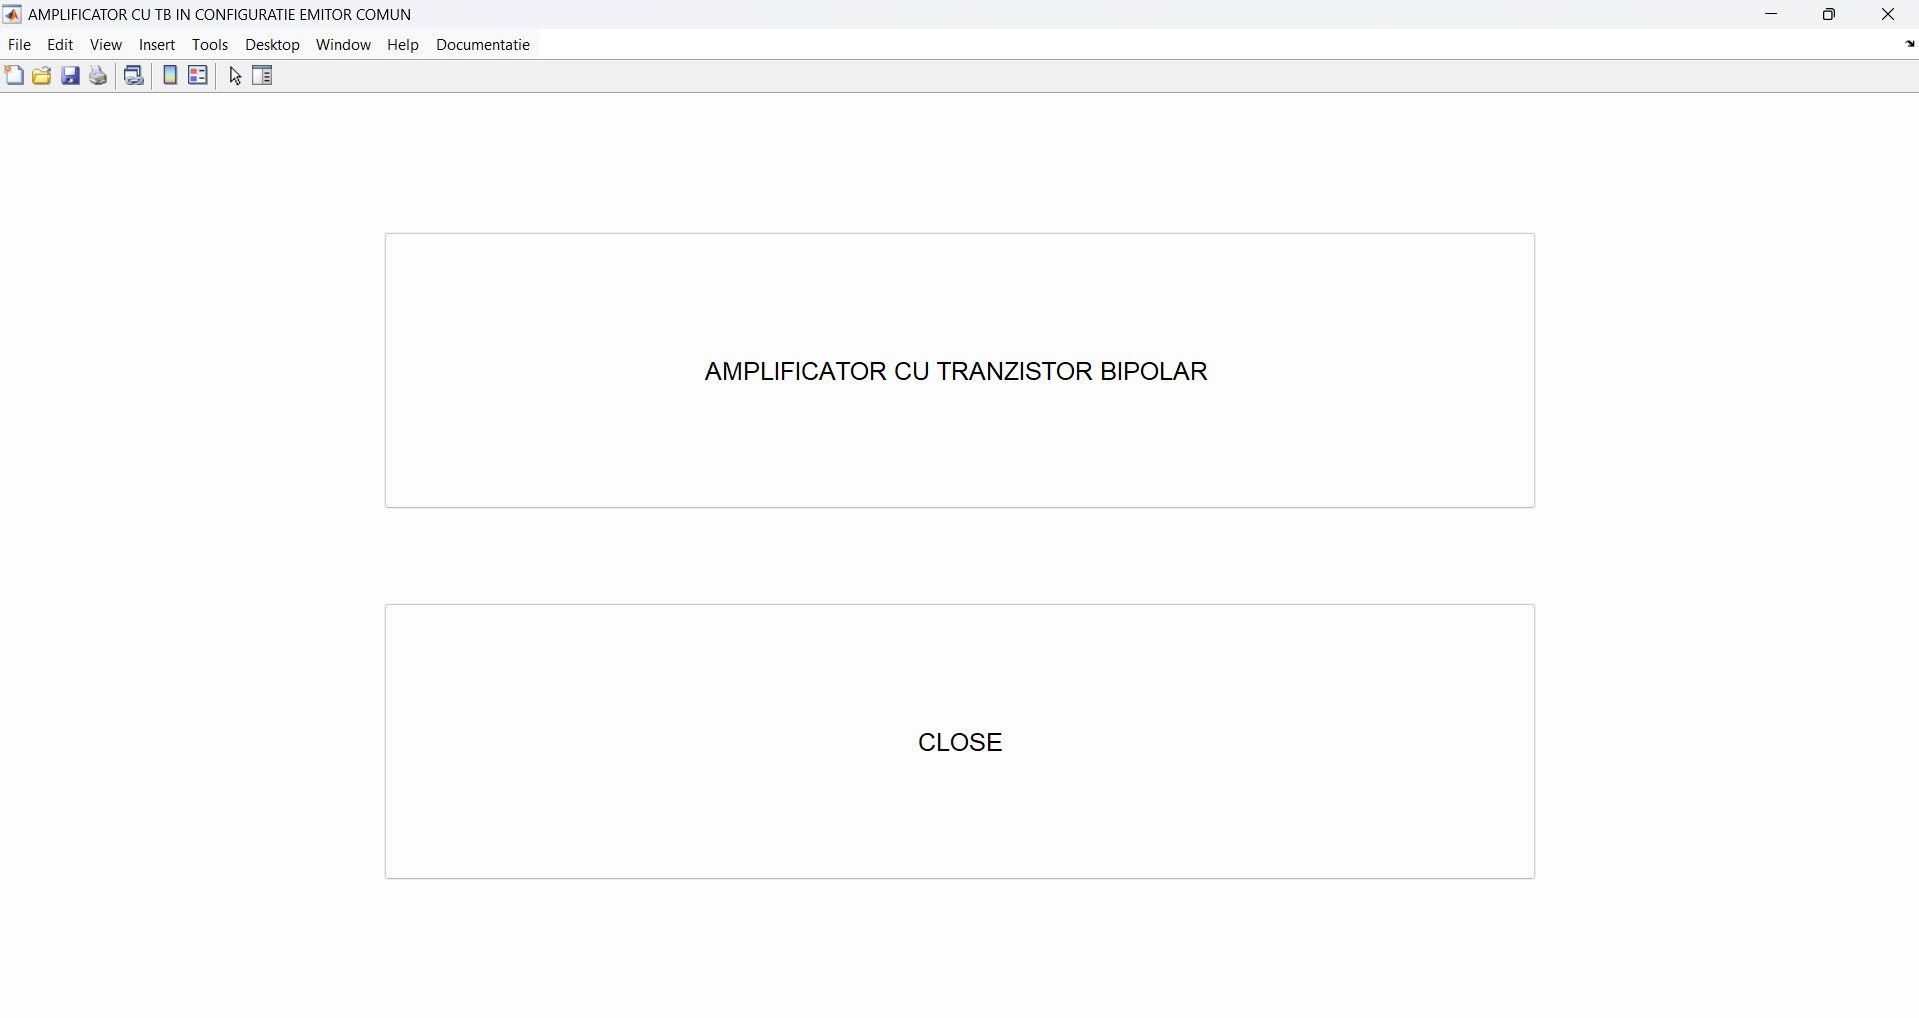 AMPLIFICATOR CU TB IN CONFIGURATIE EMITOR COMUN
File Edit View Insert Tools Desktop Window Help Documentatie
AMPLIFICATOR CU TRANZISTOR BIPOLAR
CLOSE